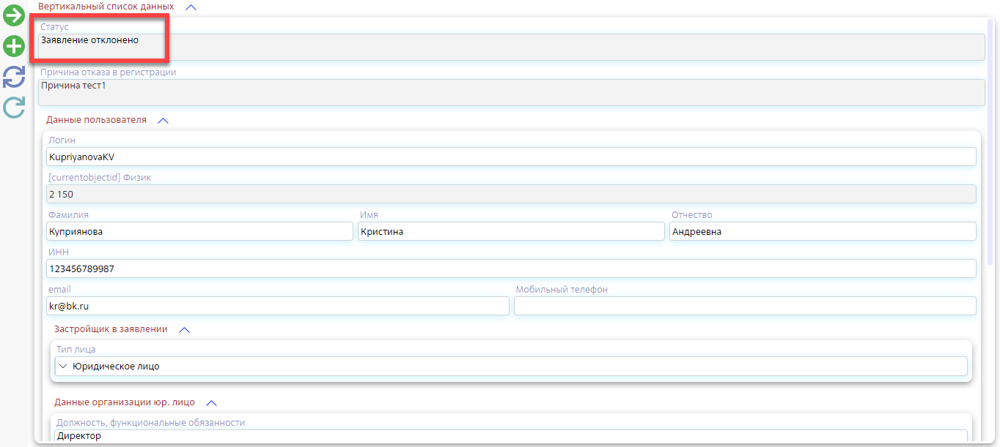 Вертикальный список данных
Статус
Заявление отклонено
Причина отказа в регистрации
Причина тест1
Данные пользователя
Логин
KupriyanovaKV
[currentobjectid] Физик
2 150
Фамилия Имя Отчество
Куприянова Кристина Андреевна
ИНН
123456789987
email Мобильный телефон
kr@bk.ru
Застройщик в заявлении
Тип лица
Юридическое лицо
Данные организации юр. лицо
Должность, функциональные обязанности
Директор